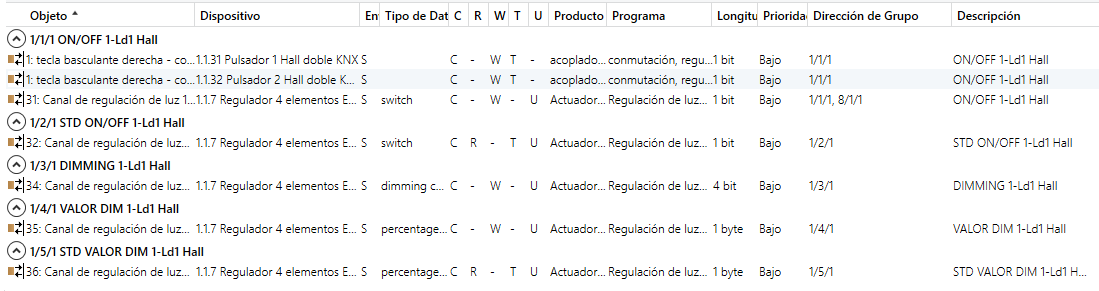 Objeto Dispositivo En Tipo de Dat C R W T U Producto Programa Longitu Prioridad Dirección de Grupo Descripción
1/1/1 ON/OFF 1-Ld1 Hall
1: tecla basculante derecha - co... 1.1.31 Pulsador 1 Hall doble KNX S C - W T - acoplado... conmutación, regu... 1 bit Bajo 1/1/1 ON/OFF 1-Ld1 Hall
1: tecla basculante derecha - co... 1.1.32 Pulsador 2 Hall doble K... S C - W T - acoplado... conmutación, regu... 1 bit Bajo 1/1/1 ON/OFF 1-Ld1 Hall
31: Canal de regulación de luz 1... 1.1.7 Regulador 4 elementos E... S switch C - W - U Actuador... Regulación de luz... 1 bit Bajo 1/1/1, 8/1/1 ON/OFF 1-Ld1 Hall
1/2/1 STD ON/OFF 1-Ld1 Hall
32: Canal de regulación de luz... 1.1.7 Regulador 4 elementos E... S switch C R - T U Actuador... Regulación de luz... 1 bit Bajo 1/2/1 STD ON/OFF 1-Ld1 Hall
1/3/1 DIMMING 1-Ld1 Hall
34: Canal de regulación de luz... 1.1.7 Regulador 4 elementos E... S dimming c... C - W - U Actuador... Regulación de luz... 4 bit Bajo 1/3/1 DIMMING 1-Ld1 Hall
1/4/1 VALOR DIM 1-Ld1 Hall
35: Canal de regulación de luz... 1.1.7 Regulador 4 elementos E... S percentage... C - W - U Actuador... Regulación de luz... 1 byte Bajo 1/4/1 VALOR DIM 1-Ld1 Hall
1/5/1 STD VALOR DIM 1-Ld1 Hall
36: Canal de regulación de luz... 1.1.7 Regulador 4 elementos E... S percentage... C R - T U Actuador... Regulación de luz... 1 byte Bajo 1/5/1 STD VALOR DIM 1-Ld1 H...